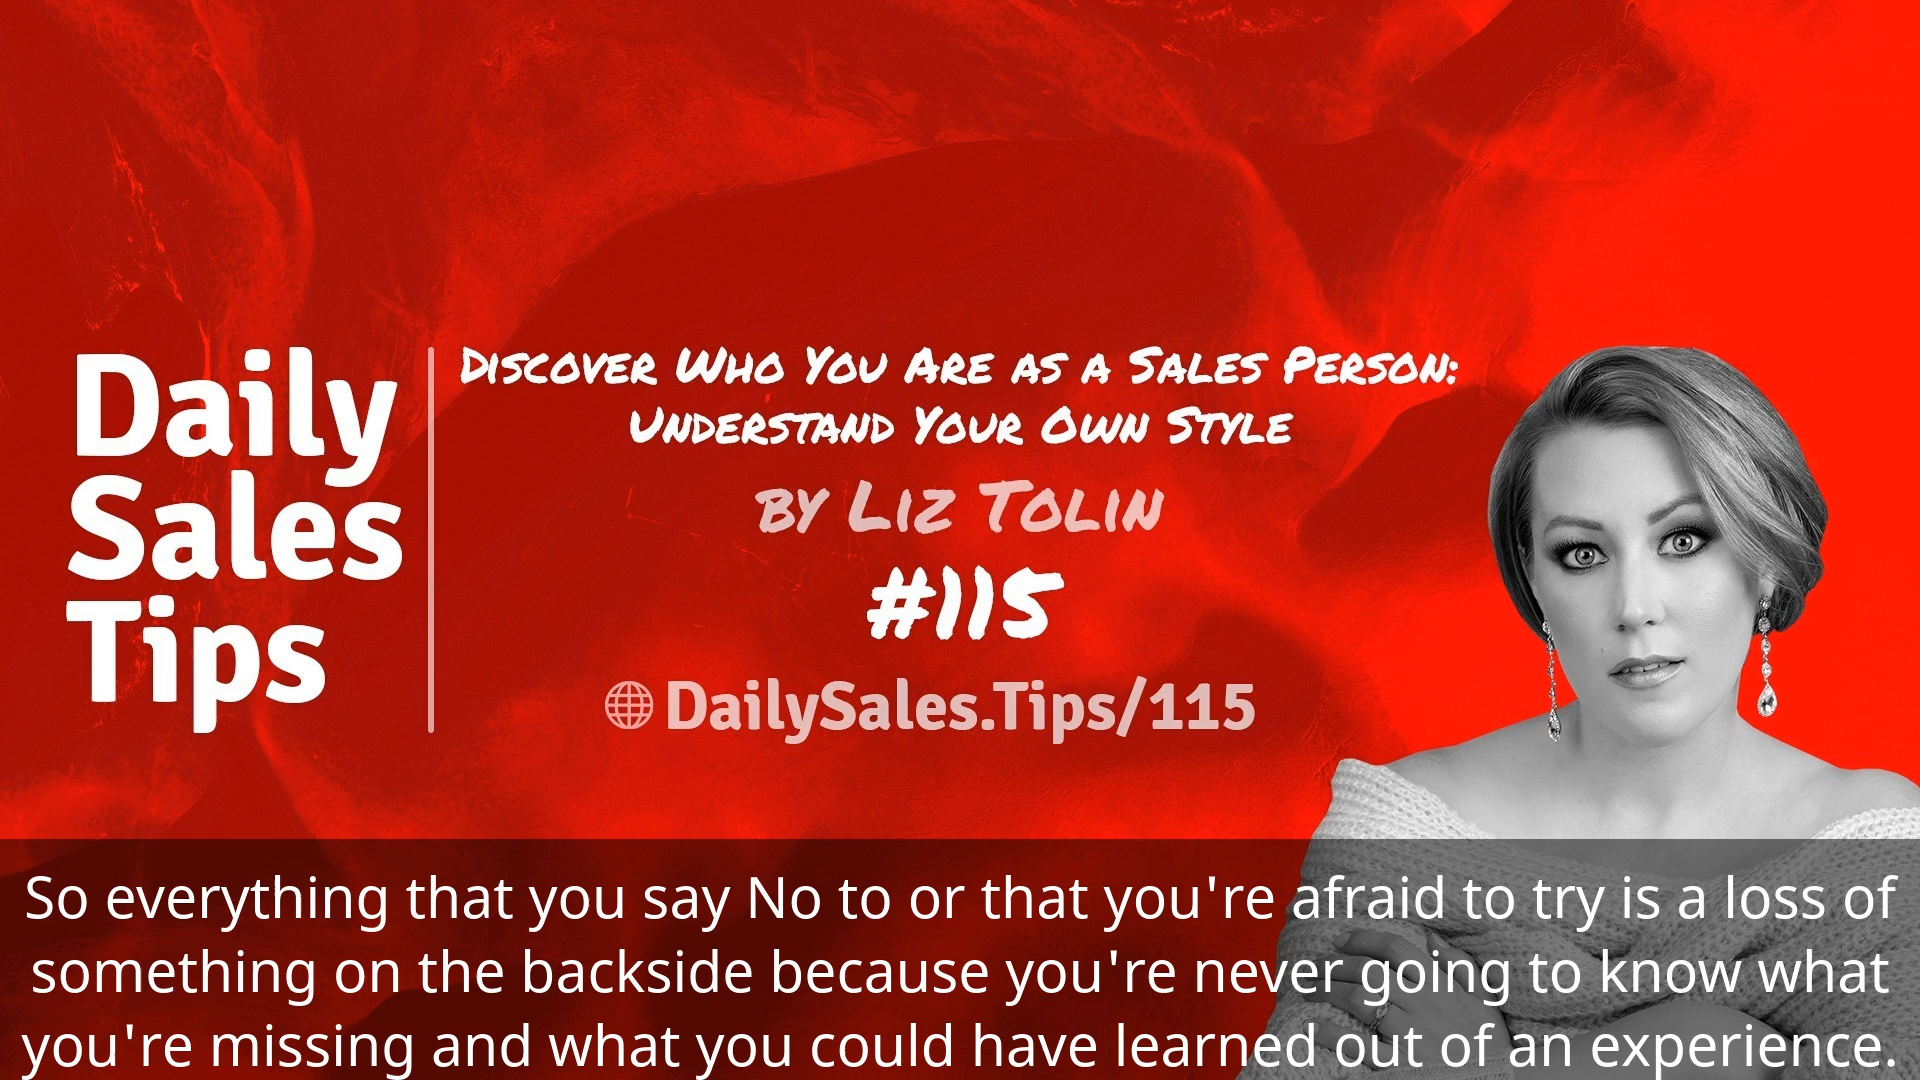 Daily
Sales
Tips
Discover Who You Are as a Sales Person:
Understand Your Own Style
by Liz Tolin
#115
DailySales.Tips/115
So everything that you say No to or that you're afraid to try is a loss of
something on the backside because you're never going to know what
you're missing and what you could have learned out of an experience.